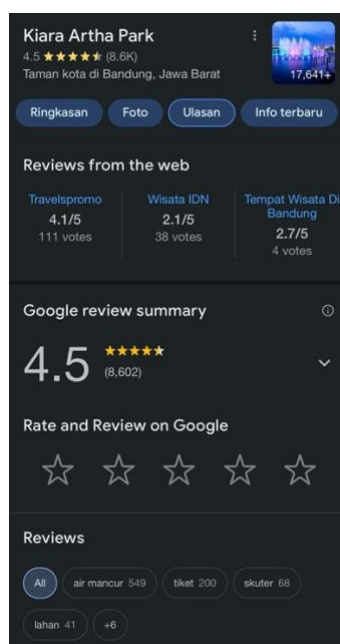 Kiara Artha Park
4.5 ★★★★★ (8.6K)
Taman kota di Bandung, Jawa Barat
17,641+
Ringkasan
Foto
Ulasan
Info terbaru
Reviews from the web
Travelspromo
4.1/5
111 votes
Wisata IDN
2.1/5
38 votes
Tempat Wisata Di
Bandung
2.7/5
4 votes
Google review summary
4.5
(8,602)
Rate and Review on Google
Reviews
All
air mancur 549
tiket 200
skuter 68
lahan 41
+6